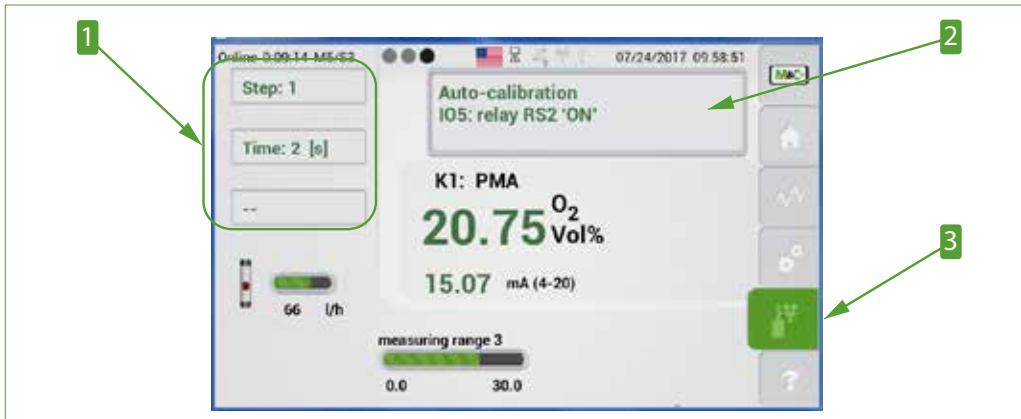 1
2
3
Online 0:09:14 M5/S3
07/24/2017 09:58:51
Step: 1
Time: 2 [s]
--
Auto-calibration
IO5: relay RS2 'ON'
K1: PMA
20.75 O2 Vol%
15.07 mA (4-20)
66 l/h
measuring range 3
0.0 30.0
?